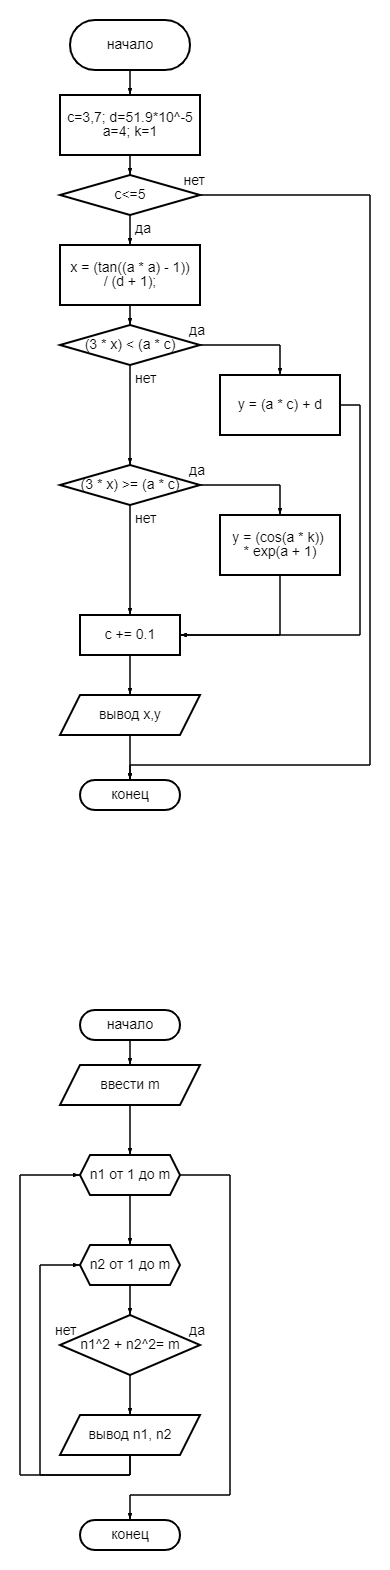 начало
c=3,7; d=51.9*10^-5
a=4; k=1
нет
c<=5
да
x = (tan((a * a) - 1))
/ (d + 1);
да
(3 * x) < (a * c)
нет
y = (a * c) + d
да
(3 * x) >= (a * c)
нет
y = (cos(a * k))
* exp(a + 1)
c += 0.1
вывод x,y
конец
начало
ввести m
n1 от 1 до m
n2 от 1 до m
нет
да
n1^2 + n2^2= m
вывод n1, n2
конец